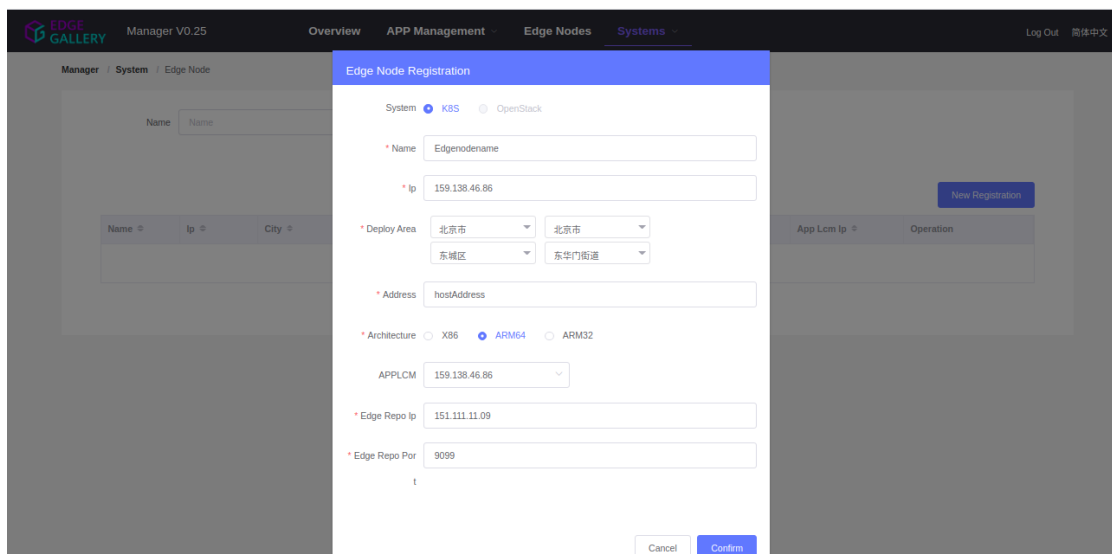 EDGE
GALLERY
Manager V0.25
Overview
APP Management
Edge Nodes
Systems
Log Out
简体中文
Manager / System / Edge Node
Edge Node Registration
Name Name
System K8S OpenStack
* Name Edgenodename
* Ip 159.138.46.86
New Registration
Name Ip City App Lcm Ip Operation
* Deploy Area 北京市 北京市
东城区 东华门街道
* Address hostAddress
* Architecture X86 ARM64 ARM32
APPLCM 159.138.46.86
* Edge Repo Ip 151.111.11.09
* Edge Repo Por 9099
t
Cancel Confirm